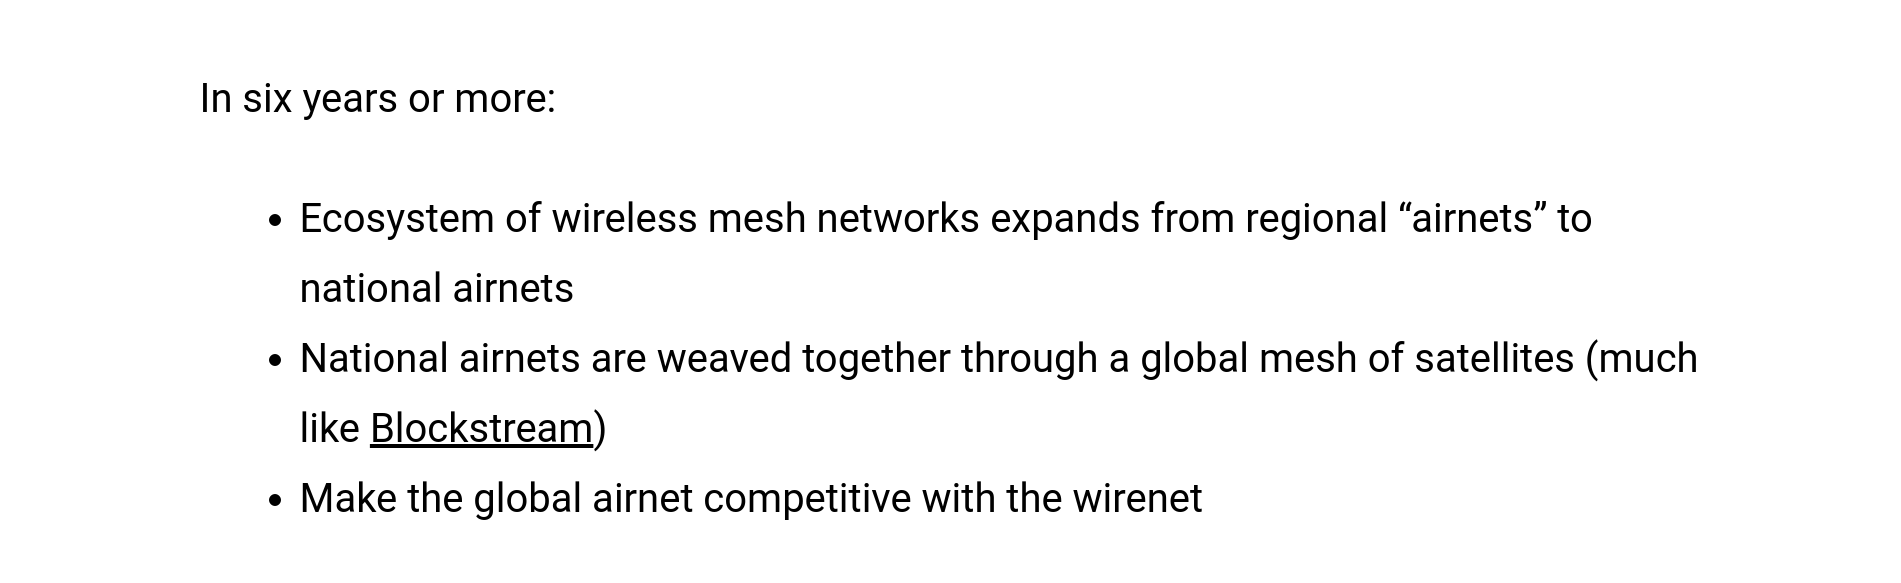 In six years or more:
• Ecosystem of wireless mesh networks expands from regional “airnets” to
national airnets
• National airnets are weaved together through a global mesh of satellites (much
like Blockstream)
• Make the global airnet competitive with the wirenet